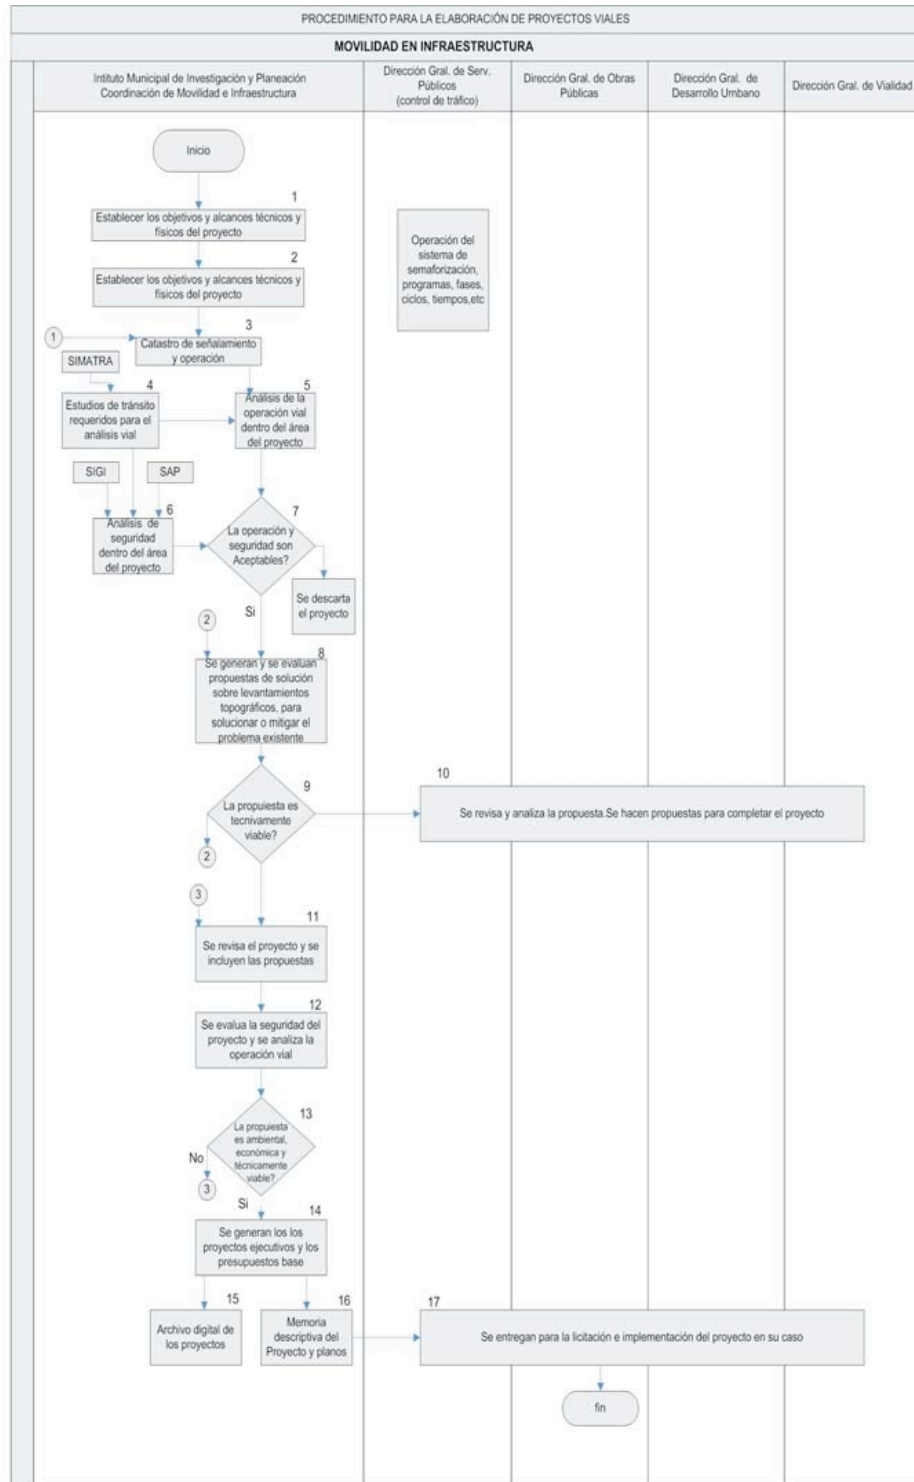 PROCEDIMIENTO PARA LA ELABORACIÓN DE PROYECTOS VIALES
MOVILIDAD EN INFRAESTRUCTURA
Intituto Municipal de Investigación y Planeación
Coordinación de Movilidad e Infraestructura
Dirección Gral. de Serv.
Públicos
(control de tráfico)
Dirección Gral. de Obras
Públicas
Dirección Gral. de
Desarrollo Umbano
Dirección Gral. de Vialidad
Inicio
1
Establecer los objetivos y alcances técnicos y
físicos del proyecto
2
Establecer los objetivos y alcances técnicos y
físicos del proyecto
Operación del
sistema de
semaforización,
programas, fases,
ciclos, tiempos,etc
3
1
Catastro de señalamiento
y operación
SIMATRA
4
Estudios de tránsito
requeridos para el
análisis vial
5
Análisis de la
operación vial
dentro del área
del proyecto
SIGI
SAP
6
Análisis de
seguridad
dentro del área
del proyecto
7
La operación y
seguridad son
Aceptables?
Se descarta
el proyecto
Si
2
8
Se generan y se evaluan
propuestas de solución
sobre levantamientos
topográficos, para
solucionar o mitigar el
problema existente
9
La propuiesta es
tecnivamente
viable?
2
10
Se revisa y analiza la propuesta.Se hacen propuestas para completar el proyecto
3
11
Se revisa el proyecto y se
incluyen las propuestas
12
Se evalua la seguridad del
proyecto y se analiza la
operación vial
13
La propuiesta
es ambiental,
económica y
técnicamente
viable?
No
3
Si
14
Se generan los los
proyectos ejecutivos y los
presupuestos base
15
Archivo digital de
los proyectos
16
Memoria
descriptiva del
Proyecto y planos
17
Se entregan para la licitación e implementación del proyecto en su caso
fin